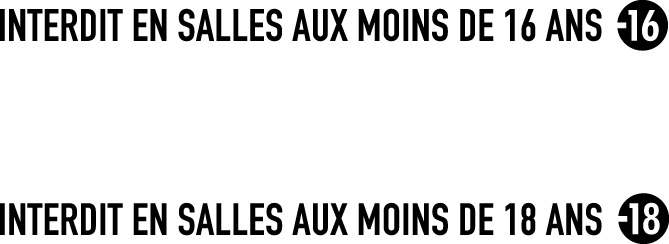 INTERDIT EN SALLES AUX MOINS DE 16 ANS -16
INTERDIT EN SALLES AUX MOINS DE 18 ANS -18